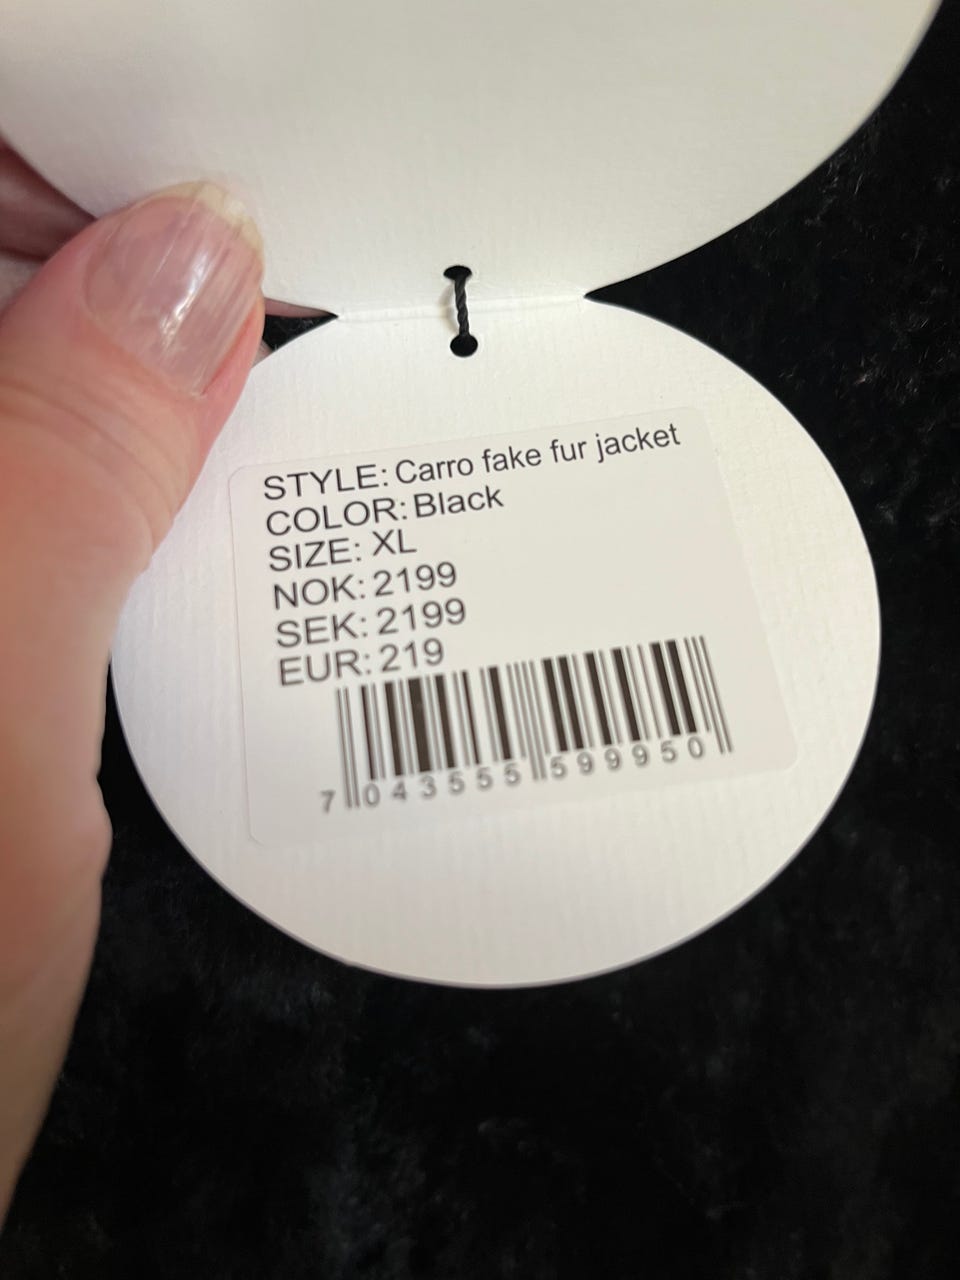 STYLE: Carro fake fur jacket
COLOR: Black
SIZE: XL
NOK: 2199
SEK: 2199
EUR: 219
7 043555 599950